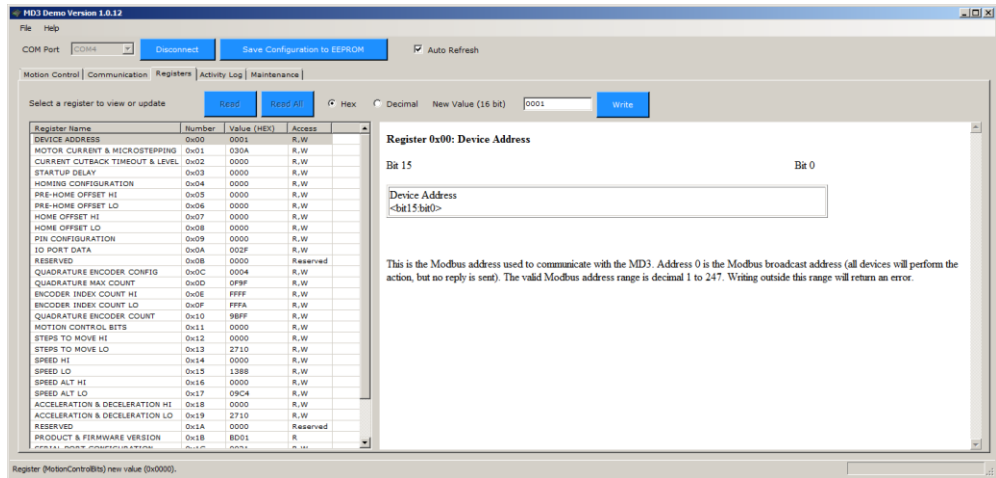 MD3 Demo Version 1.0.12
File Help
COM Port COM4 Disconnect Save Configuration to EEPROM Auto Refresh
Motion Control Communication Registers Activity Log Maintenance
Select a register to view or update Read Read All Hex Decimal New Value (16 bit) 0001 Write
Register Name Number Value (HEX) Access
DEVICE ADDRESS 0x00 0001 R,W
MOTOR CURRENT & MICROSTEPPING 0x01 030A R,W
CURRENT CUTBACK TIMEOUT & LEVEL 0x02 0000 R,W
STARTUP DELAY 0x03 0000 R,W
HOMING CONFIGURATION 0x04 0000 R,W
PRE-HOME OFFSET HI 0x05 0000 R,W
PRE-HOME OFFSET LO 0x06 0000 R,W
HOME OFFSET HI 0x07 0000 R,W
HOME OFFSET LO 0x08 0000 R,W
PIN CONFIGURATION 0x09 0000 R,W
IO PORT DATA 0x0A 002F R,W
RESERVED 0x0B 0000 Reserved
QUADRATURE ENCODER CONFIG 0x0C 0004 R,W
QUADRATURE MAX COUNT 0x0D 0F9F R,W
ENCODER INDEX COUNT HI 0x0E FFFF R,W
ENCODER INDEX COUNT LO 0x0F FFFA R,W
QUADRATURE ENCODER COUNT 0x10 9BFF R,W
MOTION CONTROL BITS 0x11 0000 R,W
STEPS TO MOVE HI 0x12 0000 R,W
STEPS TO MOVE LO 0x13 2710 R,W
SPEED HI 0x14 0000 R,W
SPEED LO 0x15 1388 R,W
SPEED ALT HI 0x16 0000 R,W
SPEED ALT LO 0x17 09C4 R,W
ACCELERATION & DECELERATION HI 0x18 0000 R,W
ACCELERATION & DECELERATION LO 0x19 2710 R,W
RESERVED 0x1A 0000 Reserved
PRODUCT & FIRMWARE VERSION 0x1B BD01 R
Register 0x00: Device Address
Bit 15 Bit 0
Device Address
<bit15:bit0>
This is the Modbus address used to communicate with the MD3. Address 0 is the Modbus broadcast address (all devices will perform the
action, but no reply is sent). The valid Modbus address range is decimal 1 to 247. Writing outside this range will return an error.
Register (MotionControlBits) new value (0x0000).